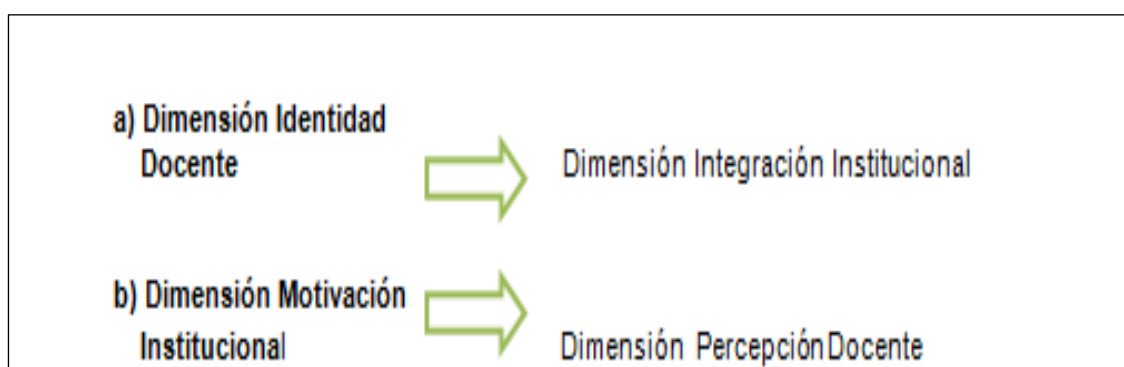 a) Dimensión Identidad
Docente
Dimensión Integración Institucional
b) Dimensión Motivación
Institucional
Dimensión Percepción Docente